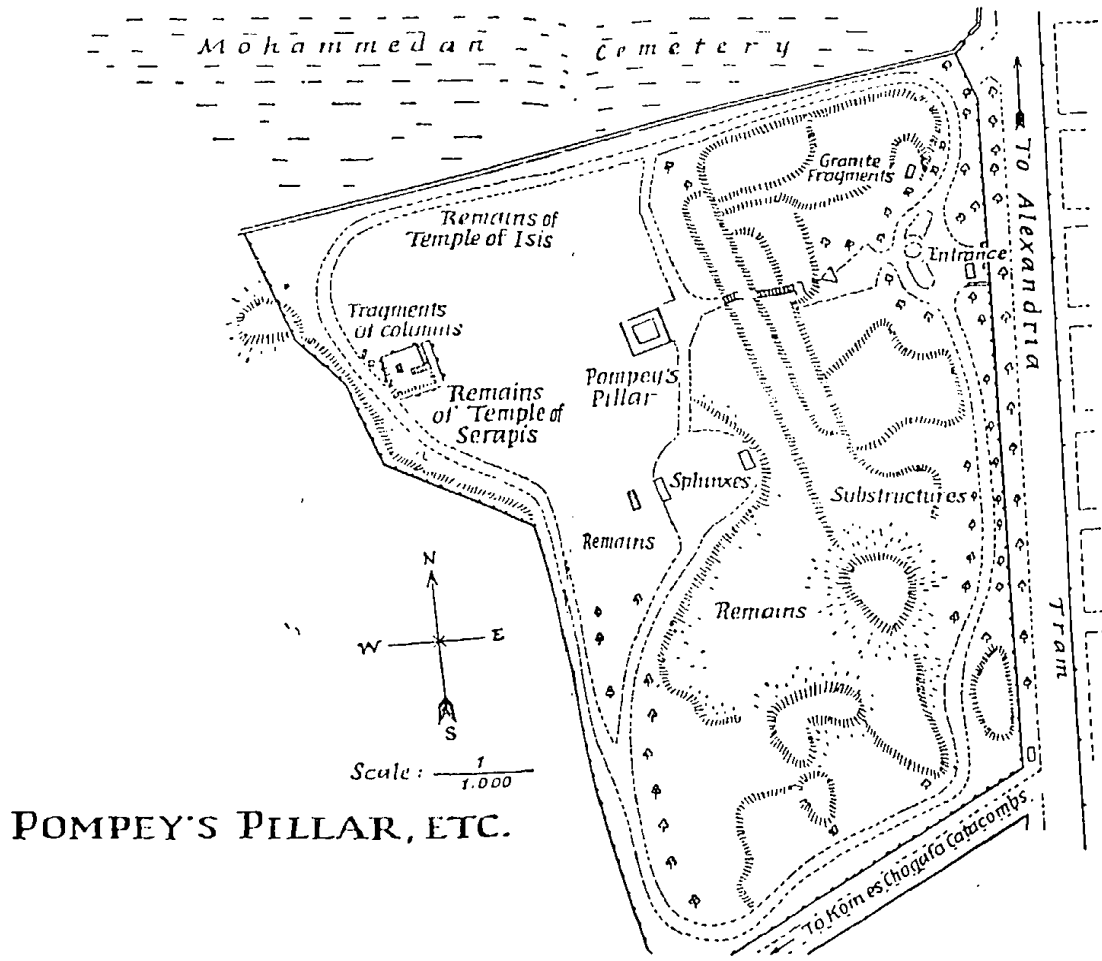 Mohammedan Cemetery
Granite
Fragments
To Alexandria
Remains of
Temple of Isis
Entrance
Fragments
of columns
Pompey's
Pillar
Remains
of Temple of
Serapis
Sphinxes
Substructures
Remains
N
Remains
Tram
W E
S
Scale: 1
1.000
POMPEY'S PILLAR, ETC.
To Kôm es Chogafa Catacombs